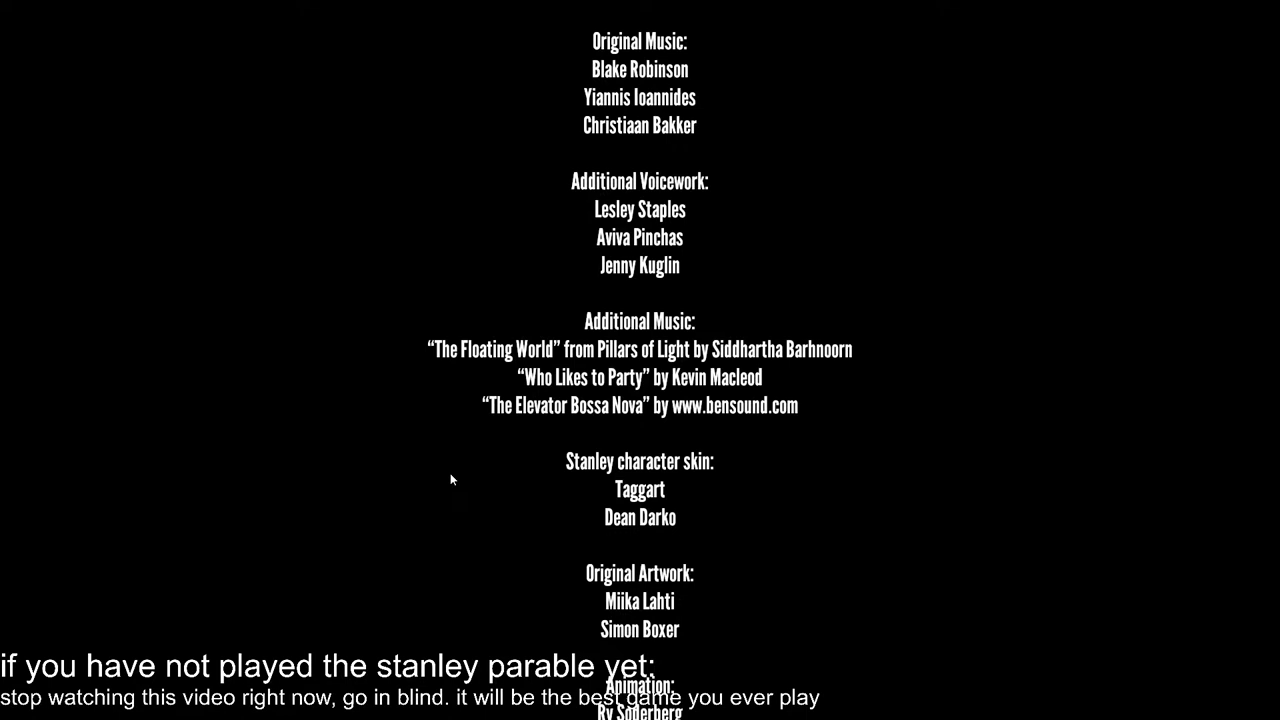 Original Music:
Blake Robinson
Yiannis Ioannides
Christiaan Bakker
Additional Voicework:
Lesley Staples
Aviva Pinchas
Jenny Kuglin
Additional Music:
“The Floating World” from Pillars of Light by Siddhartha Barhnoorn
“Who Likes to Party” by Kevin Macleod
“The Elevator Bossa Nova” by www.bensound.com
Stanley character skin:
Taggart
Dean Darko
Original Artwork:
Miika Lahti
Simon Boxer
if you have not played the stanley parable yet:
Animation:
stop watching this video right now, go in blind. it will be the best game you ever play
Ry Soderberg